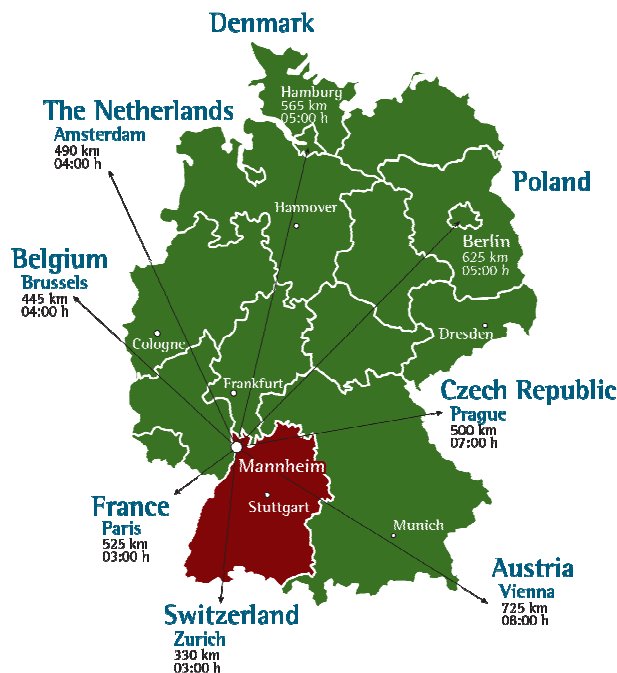 Denmark
Hamburg
565 km
05:00 h
The Netherlands
Amsterdam
490 km
04:00 h
Poland
Hannover
Berlin
625 km
05:00 h
Belgium
Brussels
445 km
04:00 h
Cologne
Dresden
Frankfurt
Czech Republic
Prague
500 km
07:00 h
Mannheim
France
Paris
525 km
03:00 h
Stuttgart
Munich
Austria
Vienna
725 km
08:00 h
Switzerland
Zurich
330 km
03:00 h